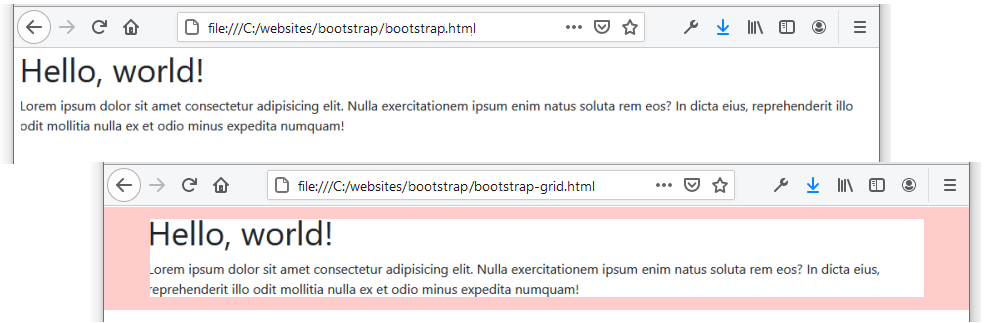 file:///C:/websites/bootstrap/bootstrap.html
Hello, world!
Lorem ipsum dolor sit amet consectetur adipisicing elit. Nulla exercitationem ipsum enim natus soluta rem eos? In dicta eius, reprehenderit illo
odit mollitia nulla ex et odio minus expedita numquam!
file:///C:/websites/bootstrap/bootstrap-grid.html
Hello, world!
Lorem ipsum dolor sit amet consectetur adipisicing elit. Nulla exercitationem ipsum enim natus soluta rem eos? In dicta eius,
reprehenderit illo odit mollitia nulla ex et odio minus expedita numquam!